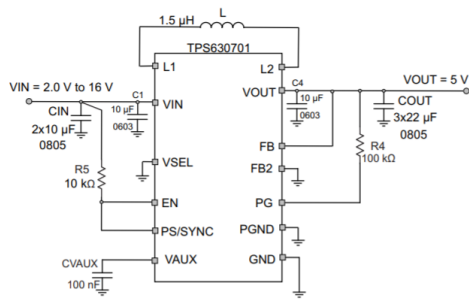 L
1.5 µH
TPS630701
L1
L2
VIN = 2.0 V to 16 V
C1
10 µF
0603
VIN
VOUT
C4
10 µF
0603
VOUT = 5 V
CIN
2x10 µF
0805
COUT
3x22 µF
0805
VSEL
FB
R4
100 kΩ
FB2
R5
10 kΩ
EN
PG
PS/SYNC
PGND
CVAUX
100 nF
VAUX
GND